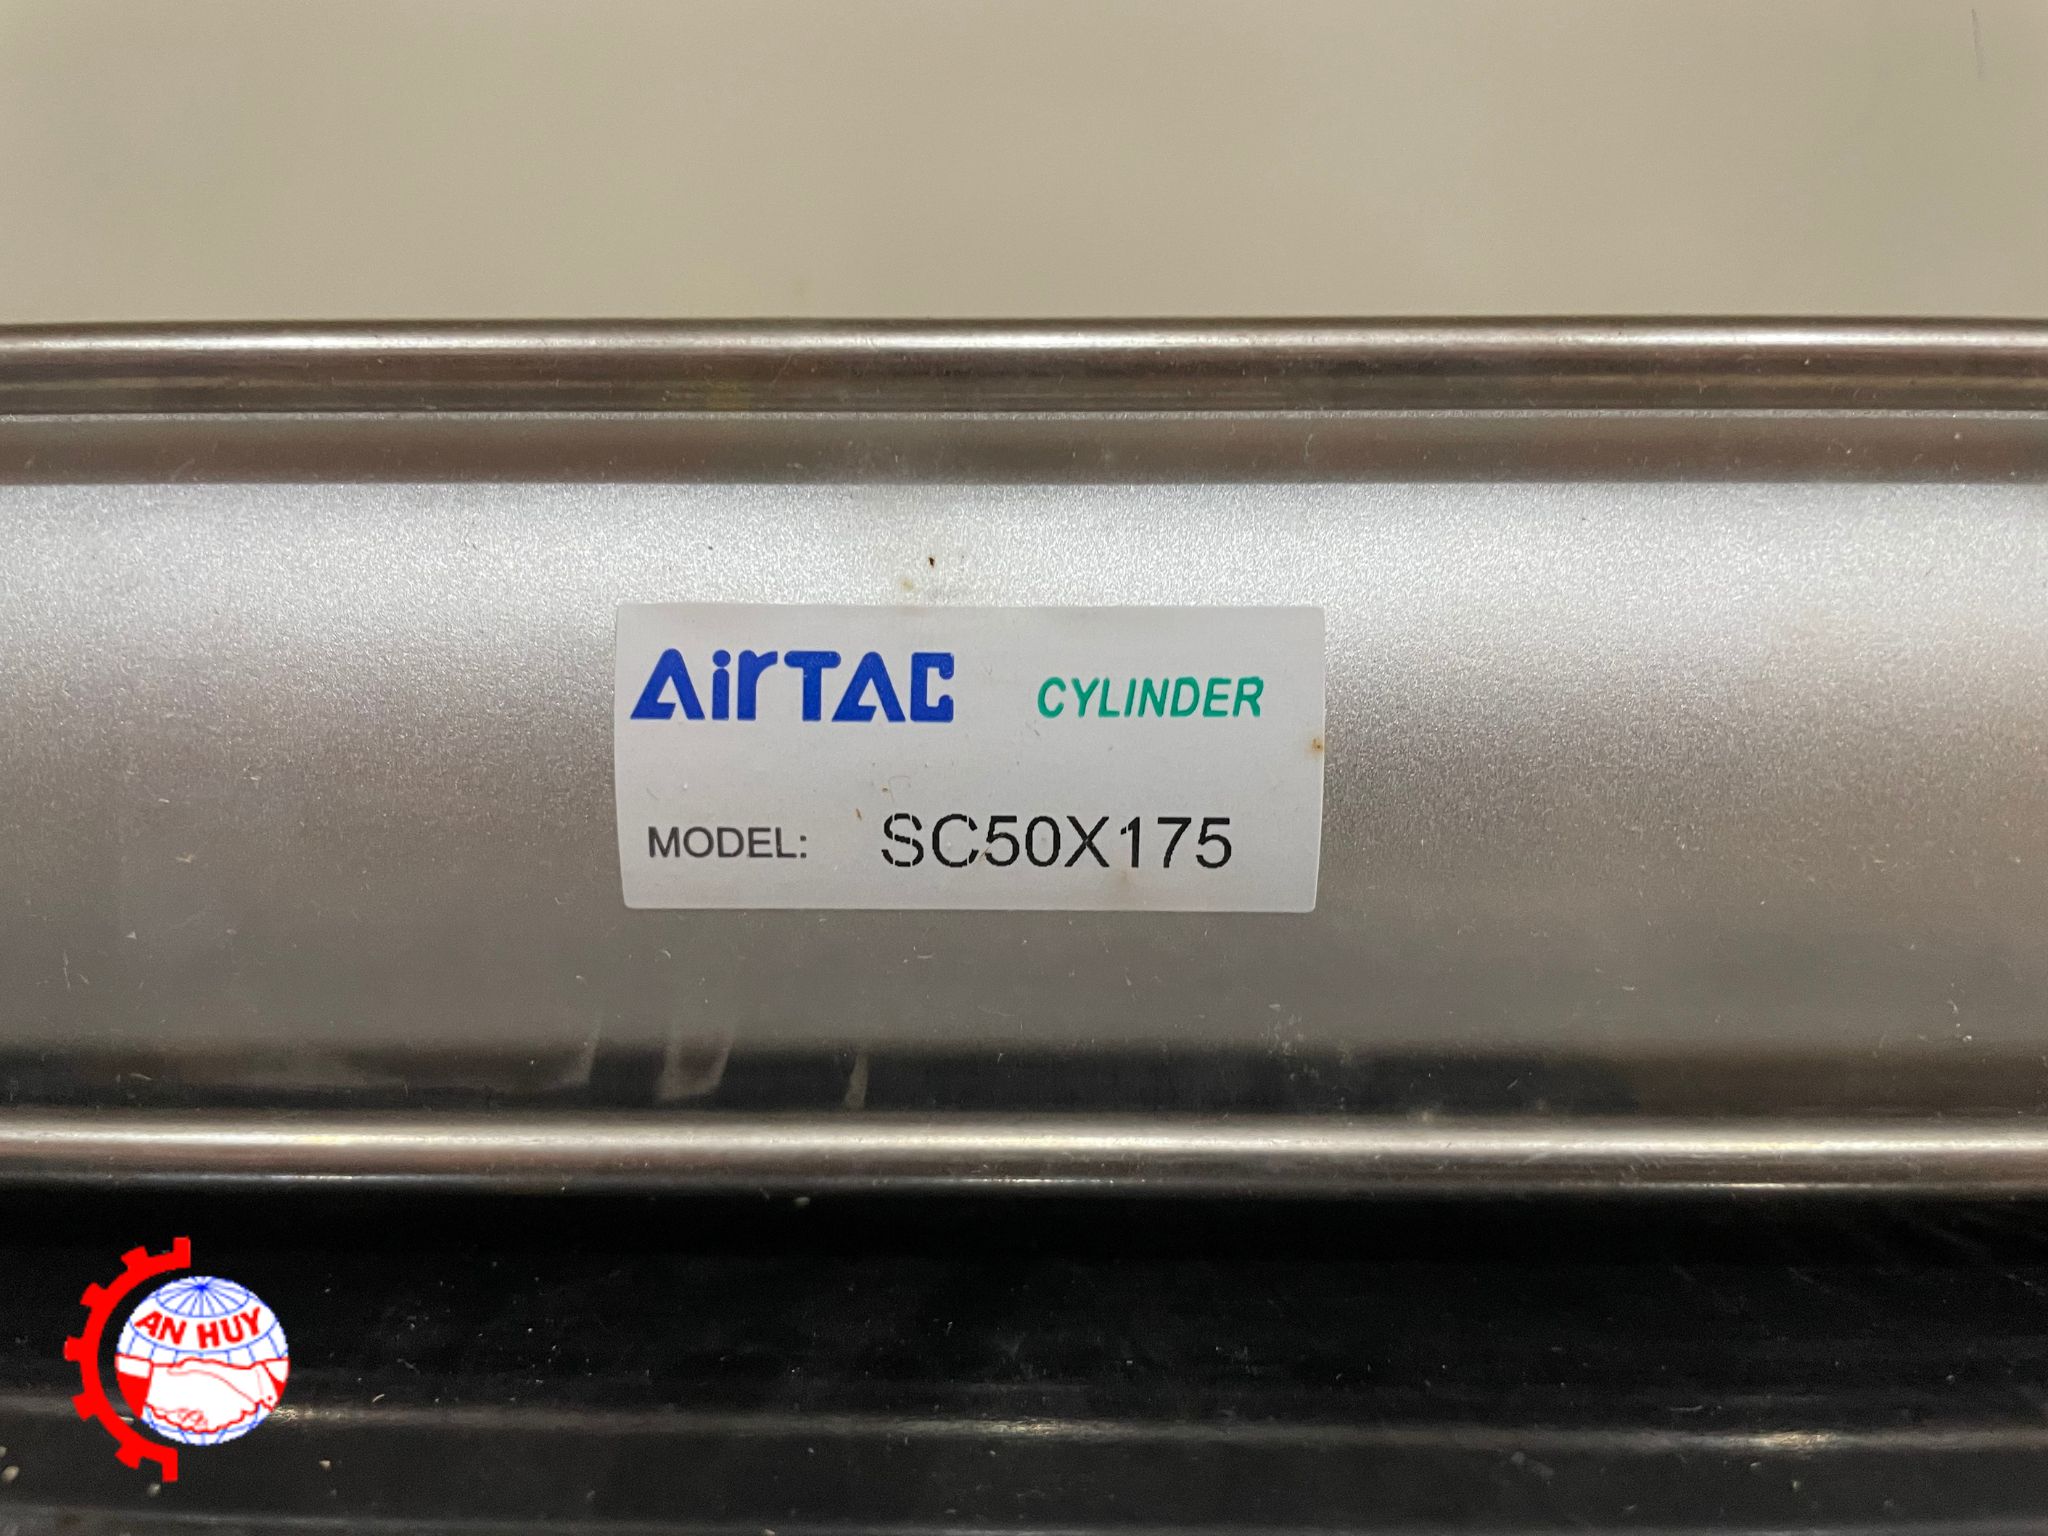 AirTAC CYLINDER
MODEL: SC50X175
AN HUY